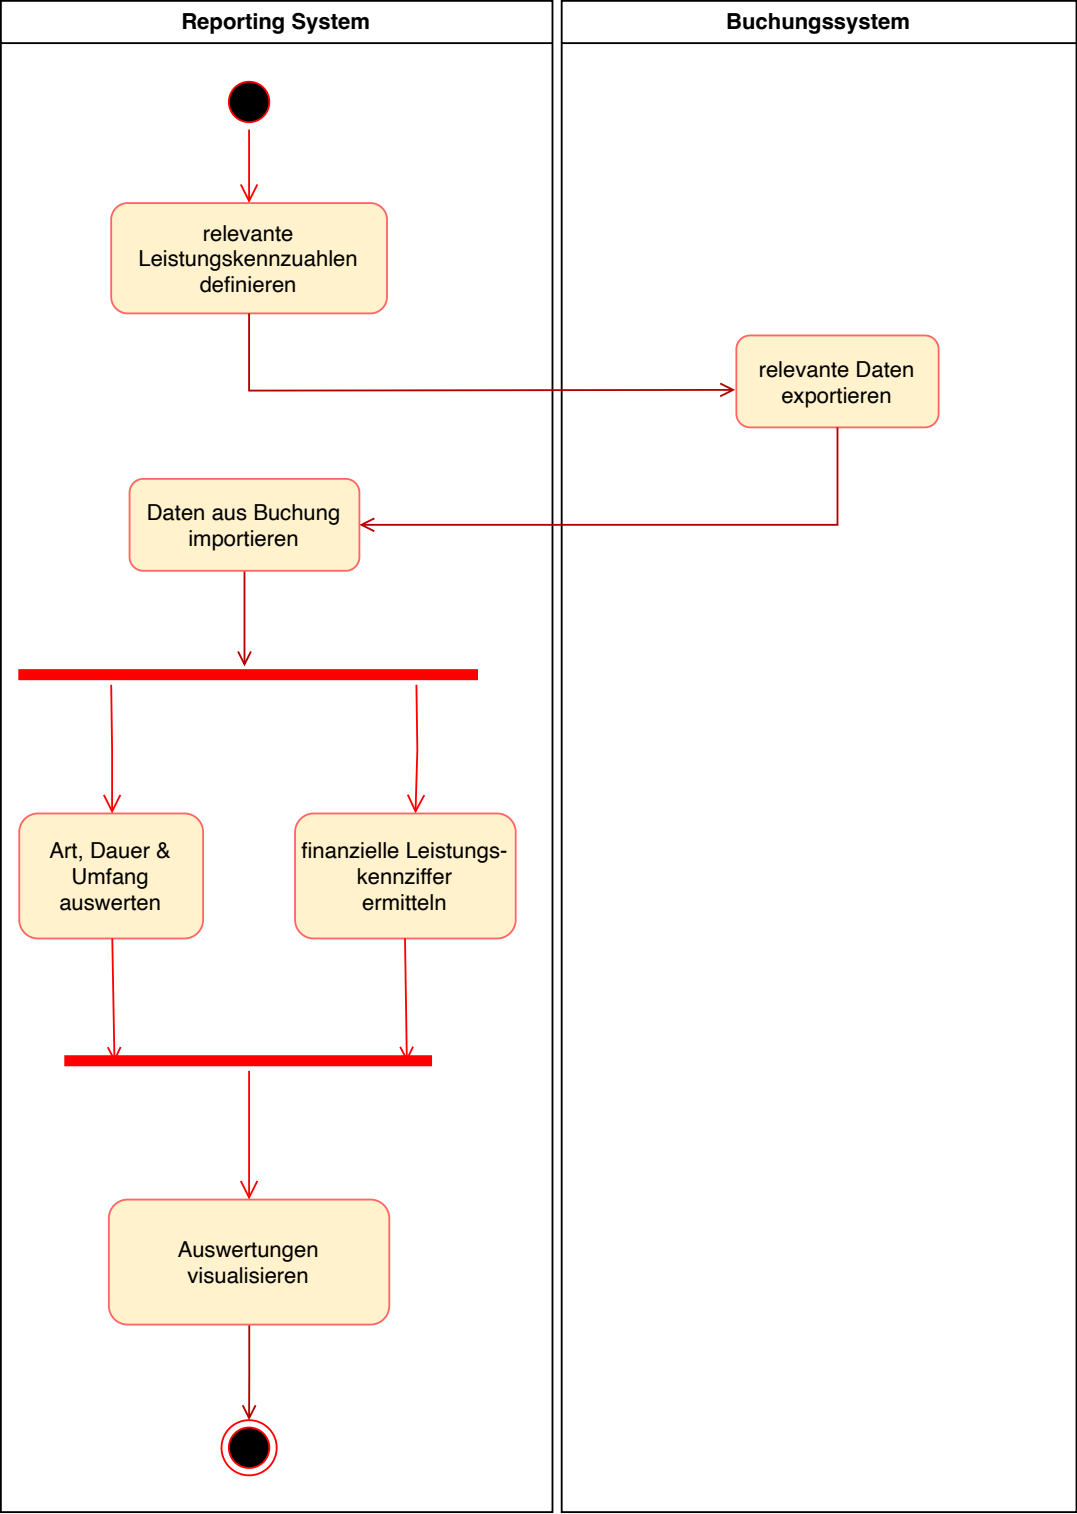 Reporting System
Buchungssystem
relevante
Leistungskennzuahlen
definieren
relevante Daten
exportieren
Daten aus Buchung
importieren
Art, Dauer &
Umfang
auswerten
finanzielle Leistungs-
kennziffer
ermitteln
Auswertungen
visualisieren